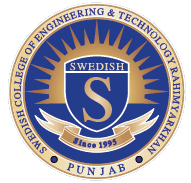 SWEDISH COLLEGE OF ENGINEERING & TECHNOLOGY RAHIMYARKHAN
SWEDISH
S
Since 1995
• PUNJAB •